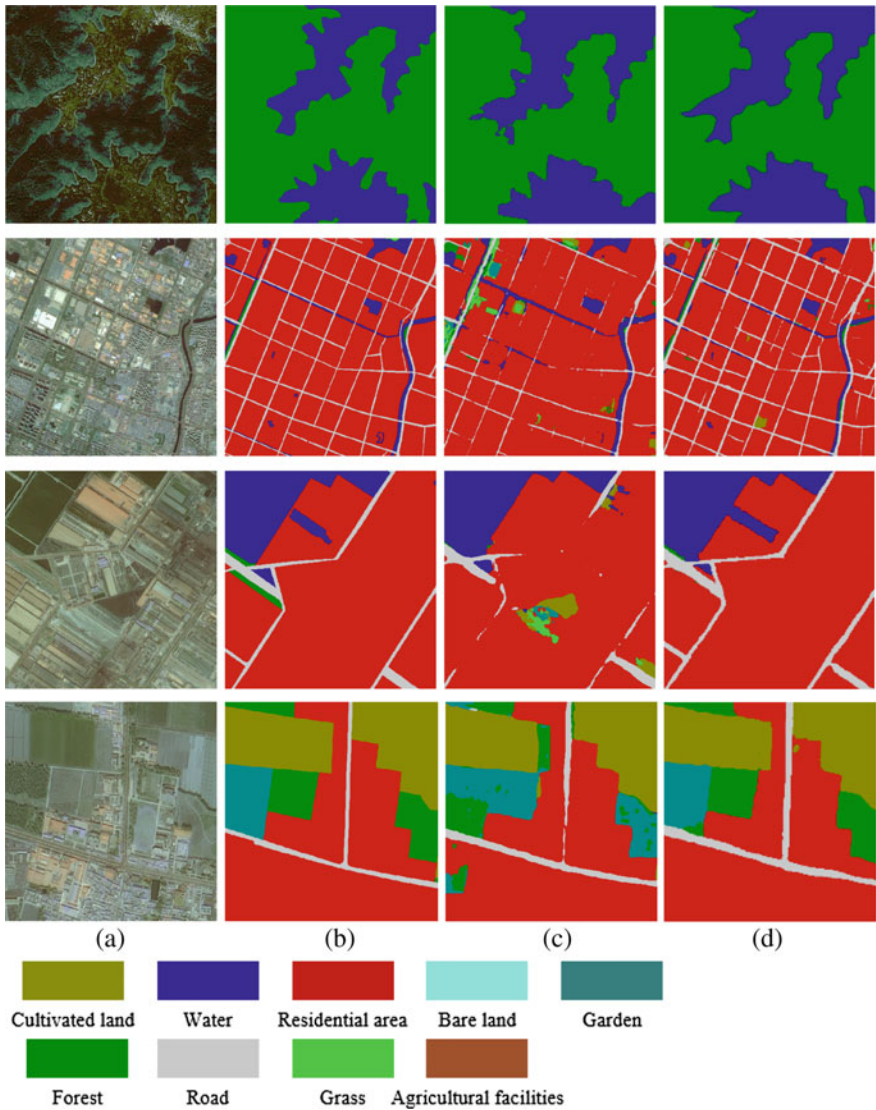 (a) (b) (c) (d)
Cultivated land Water Residential area Bare land Garden
Forest Road Grass Agricultural facilities